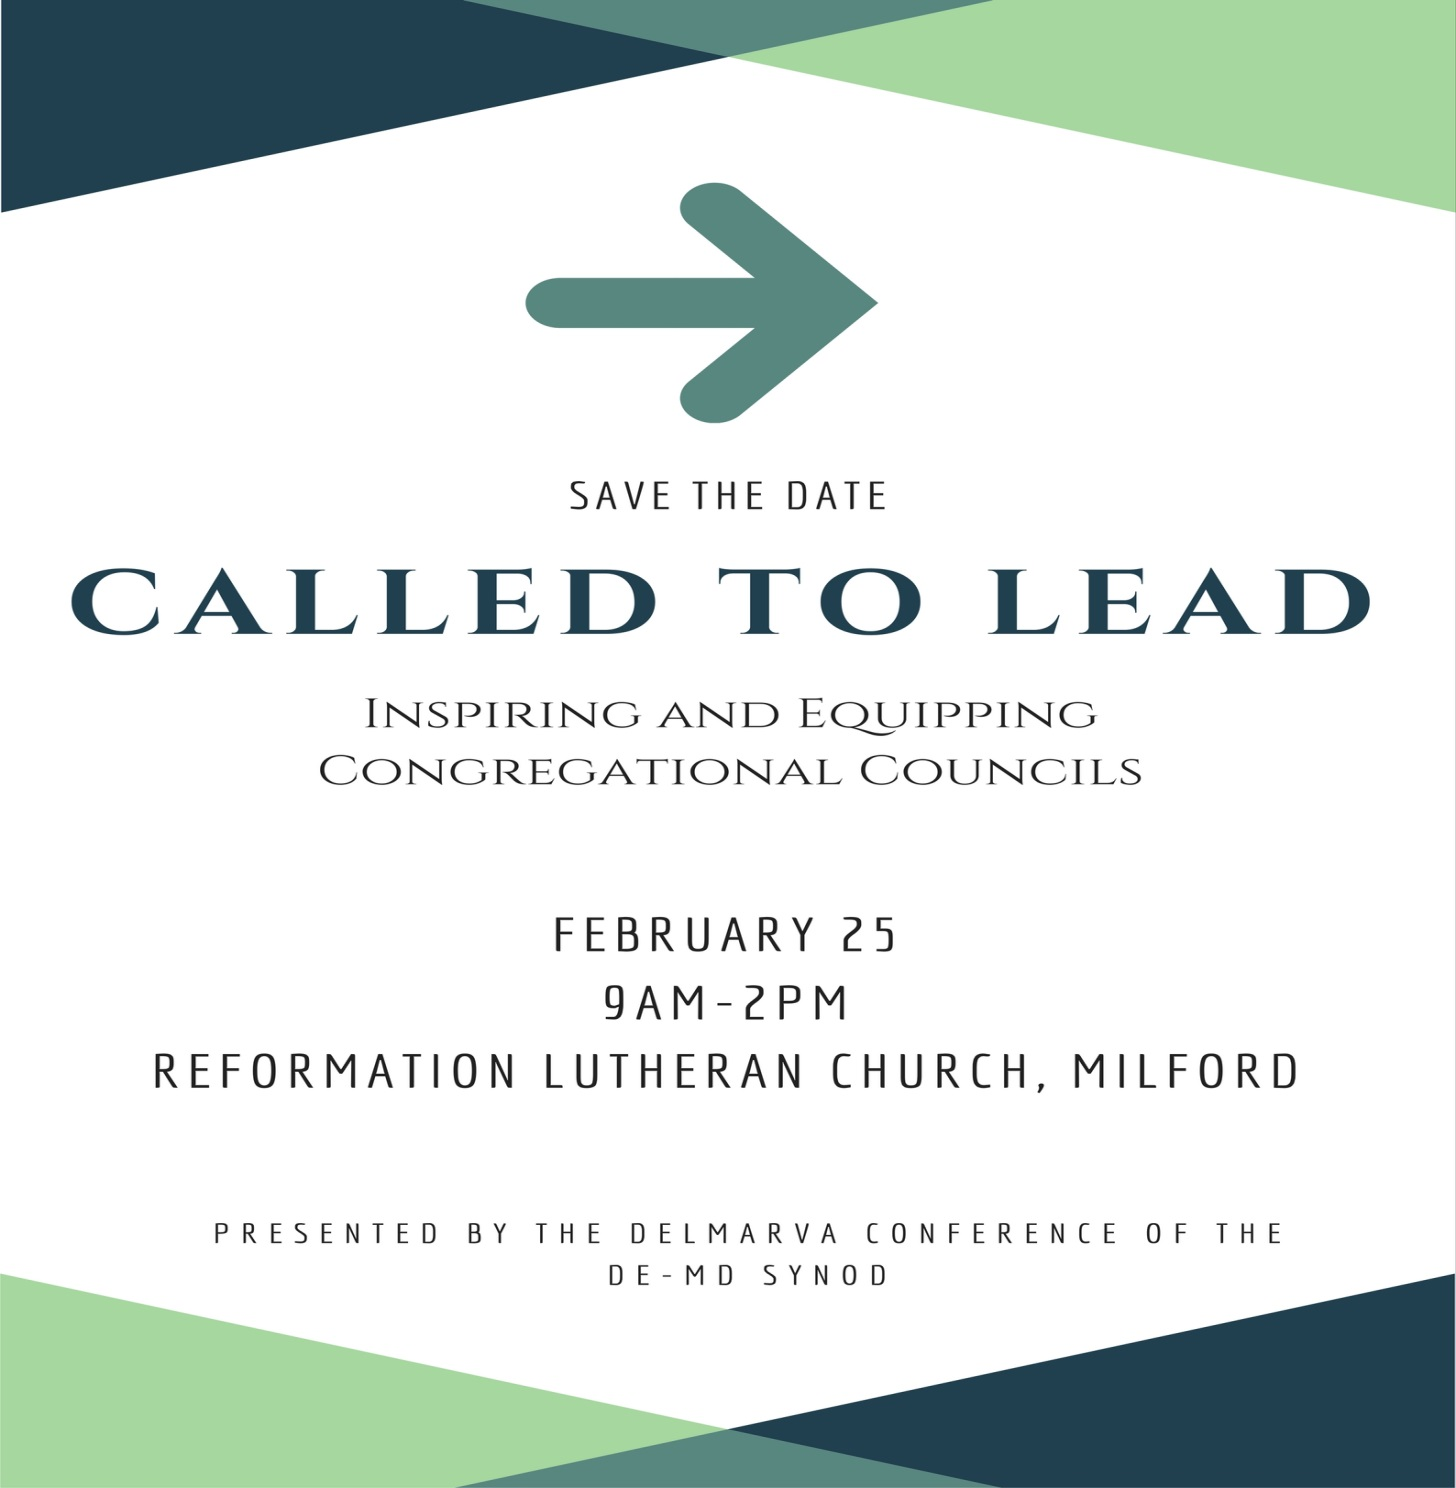 SAVE THE DATE
CALLED TO LEAD
Inspiring and Equipping
Congregational Councils
FEBRUARY 25
9AM-2PM
REFORMATION LUTHERAN CHURCH, MILFORD
PRESENTED BY THE DELMARVA CONFERENCE OF THE
DE-MD SYNOD